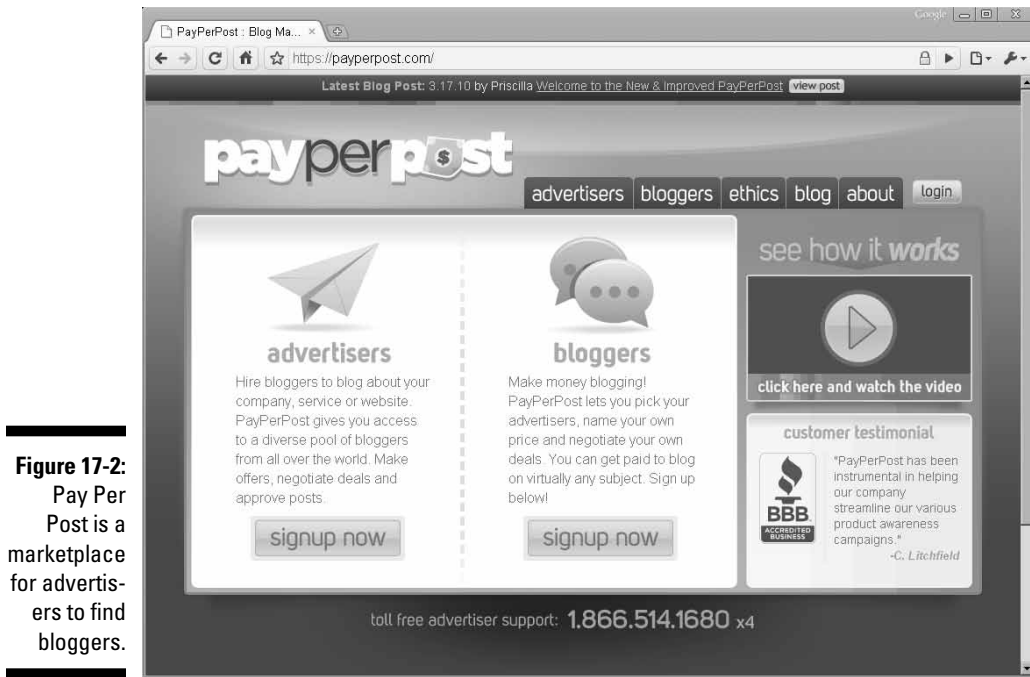 Google
PayPerPost : Blog Ma...
https://payperpost.com/
Latest Blog Post: 3.17.10 by Priscilla Welcome to the New & Improved PayPerPost view post
payperpost
advertisers bloggers ethics blog about login
advertisers
Hire bloggers to blog about your
company, service or website.
PayPerPost gives you access
to a diverse pool of bloggers
from all over the world. Make
offers, negotiate deals and
approve posts.
signup now
bloggers
Make money blogging!
PayPerPost lets you pick your
advertisers, name your own
price and negotiate your own
deals. You can get paid to blog
on virtually any subject. Sign up
below!
signup now
see how it works
click here and watch the video
customer testimonial
BBB.
ACCREDITED
BUSINESS
"PayPerPost has been
instrumental in helping
our company
streamline our various
product awareness
campaigns."
-C. Litchfield
toll free advertiser support: 1.866.514.1680 x4
Figure 17-2:
Pay Per
Post is a
marketplace
for advertis-
ers to find
bloggers.